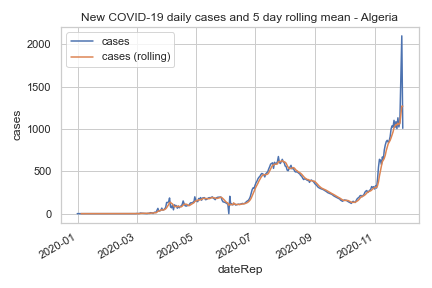 New COVID-19 daily cases and 5 day rolling mean - Algeria
cases
cases (rolling)
2000
1500
1000
500
0
cases
2020-01
2020-03
2020-05
2020-07
2020-09
2020-11
dateRep